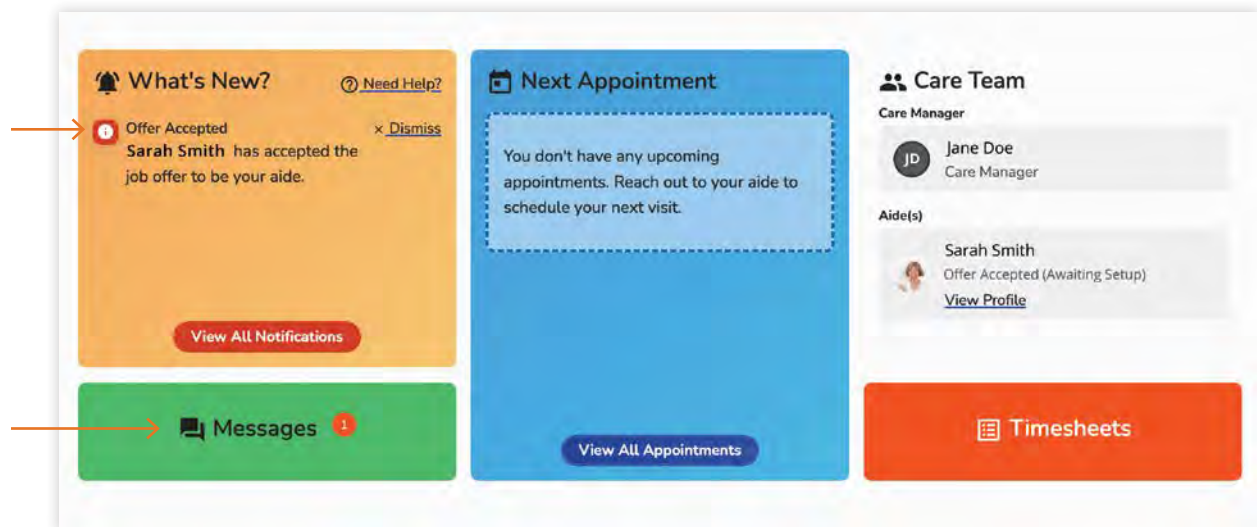 What's New?
Need Help?
Offer Accepted
× Dismiss
Sarah Smith has accepted the
job offer to be your aide.
View All Notifications
Messages 1
Next Appointment
You don't have any upcoming
appointments. Reach out to your aide to
schedule your next visit.
View All Appointments
Care Team
Care Manager
JD
Jane Doe
Care Manager
Aide(s)
Sarah Smith
Offer Accepted (Awaiting Setup)
View Profile
Timesheets